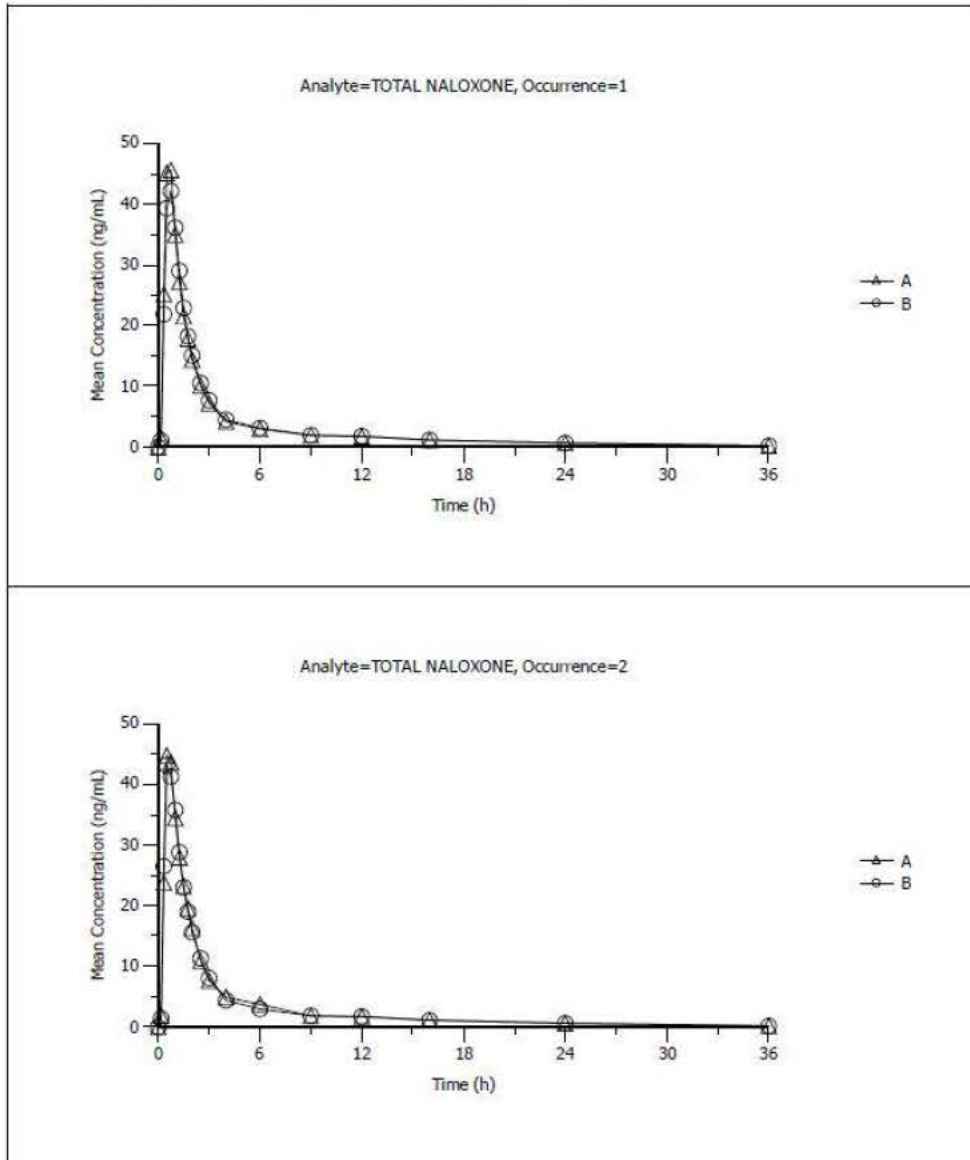 Analyte=TOTAL NALOXONE, Occurrence=1
50
40
30
20
10
0
Mean Concentration (ng/mL)
0 6 12 18 24 30 36
Time (h)
A
B
Analyte=TOTAL NALOXONE, Occurrence=2
50
40
30
20
10
0
Mean Concentration (ng/mL)
0 6 12 18 24 30 36
Time (h)
A
B